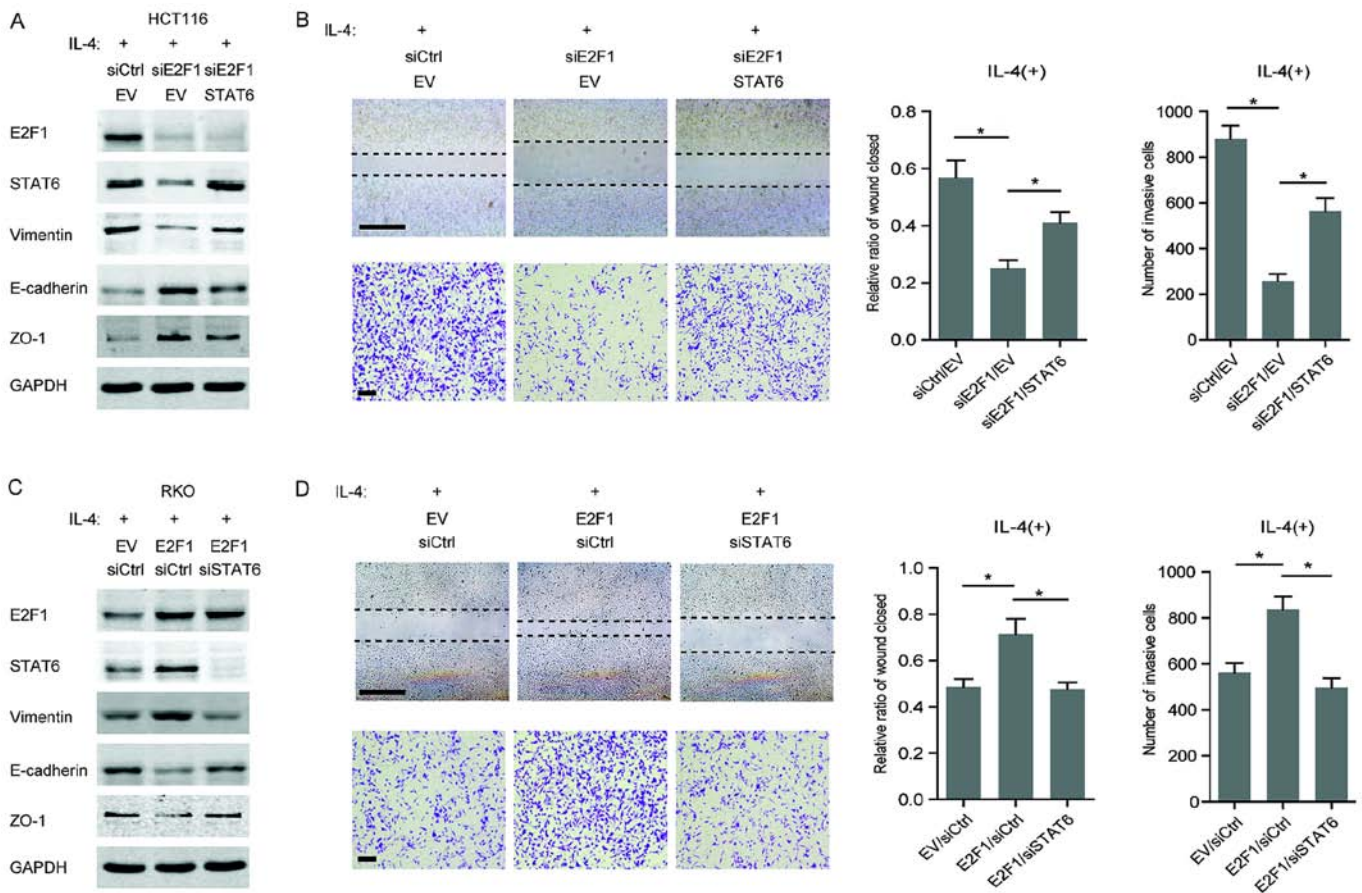 A
HCT116
IL-4: + + +
siCtrl siE2F1 siE2F1
EV EV STAT6
E2F1
STAT6
Vimentin
E-cadherin
ZO-1
GAPDH
B
IL-4: + + +
siCtrl siE2F1 siE2F1
EV EV STAT6
IL-4(+)
*
*
Relative ratio of wound closed
0.8
0.6
0.4
0.2
0.0
siCtrl/EV
siE2F1/EV
siE2F1/STAT6
IL-4(+)
*
*
Number of invasive cells
1000
800
600
400
200
0
siCtrl/EV
siE2F1/EV
siE2F1/STAT6
C
RKO
IL-4: + + +
EV E2F1 E2F1
siCtrl siCtrl siSTAT6
E2F1
STAT6
Vimentin
E-cadherin
ZO-1
GAPDH
D
IL-4: + + +
EV E2F1 E2F1
siCtrl siCtrl siSTAT6
IL-4(+)
*
*
Relative ratio of wound closed
1.0
0.8
0.6
0.4
0.2
0.0
EV/siCtrl
E2F1/siCtrl
E2F1/siSTAT6
IL-4(+)
*
*
Number of invasive cells
1000
800
600
400
200
0
EV/siCtrl
E2F1/siCtrl
E2F1/siSTAT6